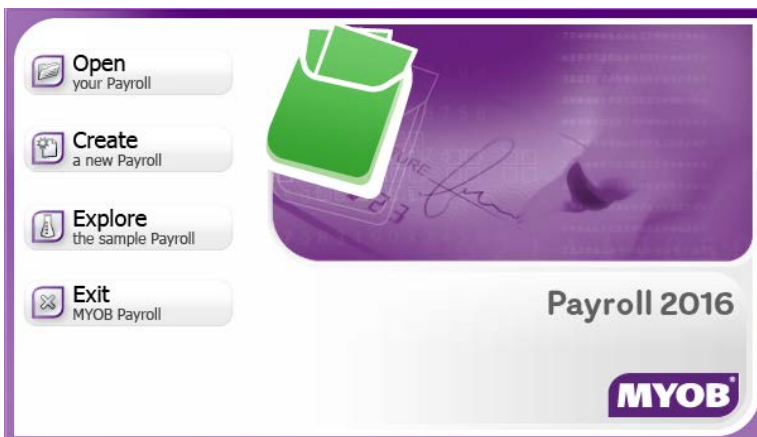 Open
your Payroll
Create
a new Payroll
Explore
the sample Payroll
Exit
MYOB Payroll
Payroll 2016
MYOB®